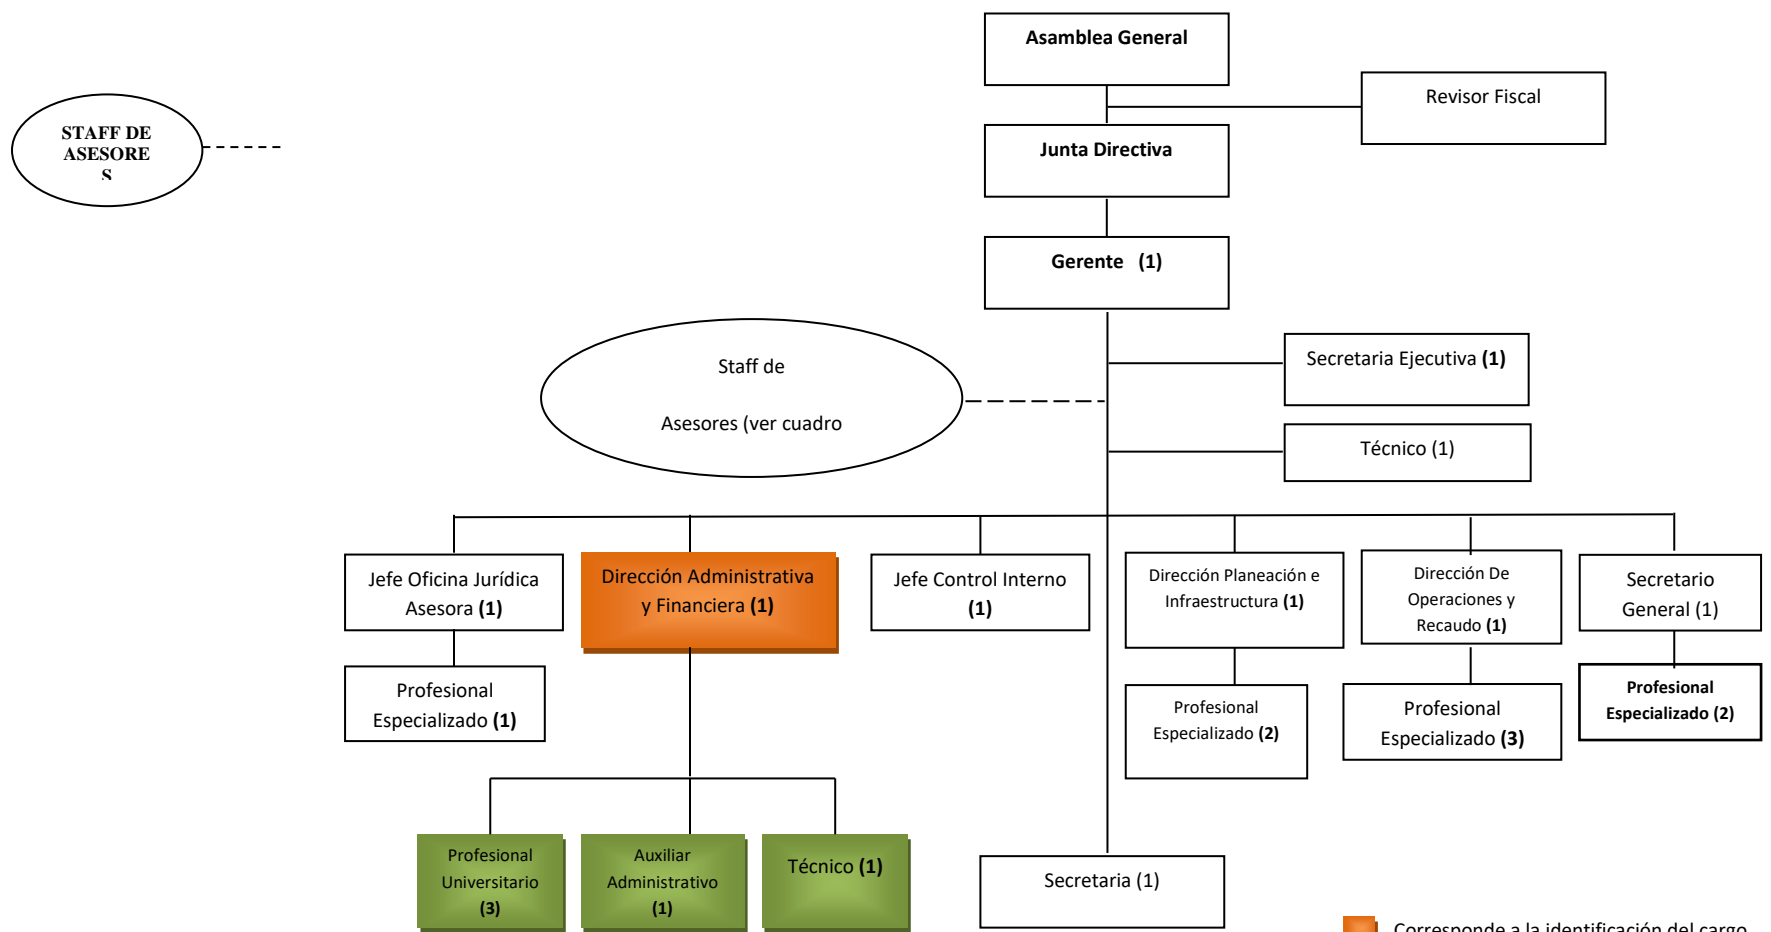 Asamblea General
Revisor Fiscal
STAFF DE
ASESORE
S
Junta Directiva
Gerente (1)
Staff de
Asesores (ver cuadro
Secretaria Ejecutiva (1)
Técnico (1)
Jefe Oficina Jurídica
Asesora (1)
Dirección Administrativa
y Financiera (1)
Jefe Control Interno
(1)
Dirección Planeación e
Infraestructura (1)
Dirección De
Operaciones y
Recaudo (1)
Secretario
General (1)
Profesional
Especializado (1)
Profesional
Especializado (2)
Profesional
Especializado (3)
Profesional
Especializado (2)
Profesional
Universitario
(3)
Auxiliar
Administrativo
(1)
Técnico (1)
Secretaria (1)
Corresponde a la identificación del cargo